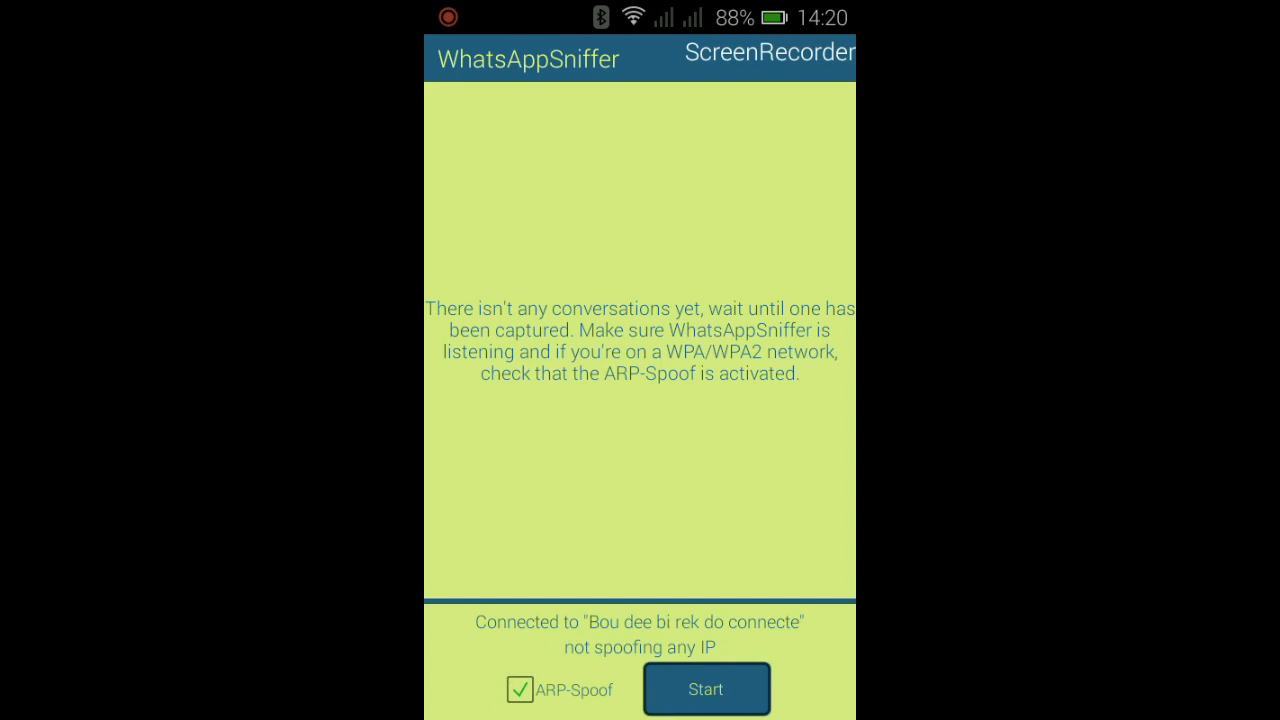 88% 14:20
WhatsAppSniffer ScreenRecorder
There isn't any conversations yet, wait until one has
been captured. Make sure WhatsAppSniffer is
listening and if you're on a WPA/WPA2 network,
check that the ARP-Spoof is activated.
Connected to "Bou dee bi rek do connecte"
not spoofing any IP
ARP-Spoof Start